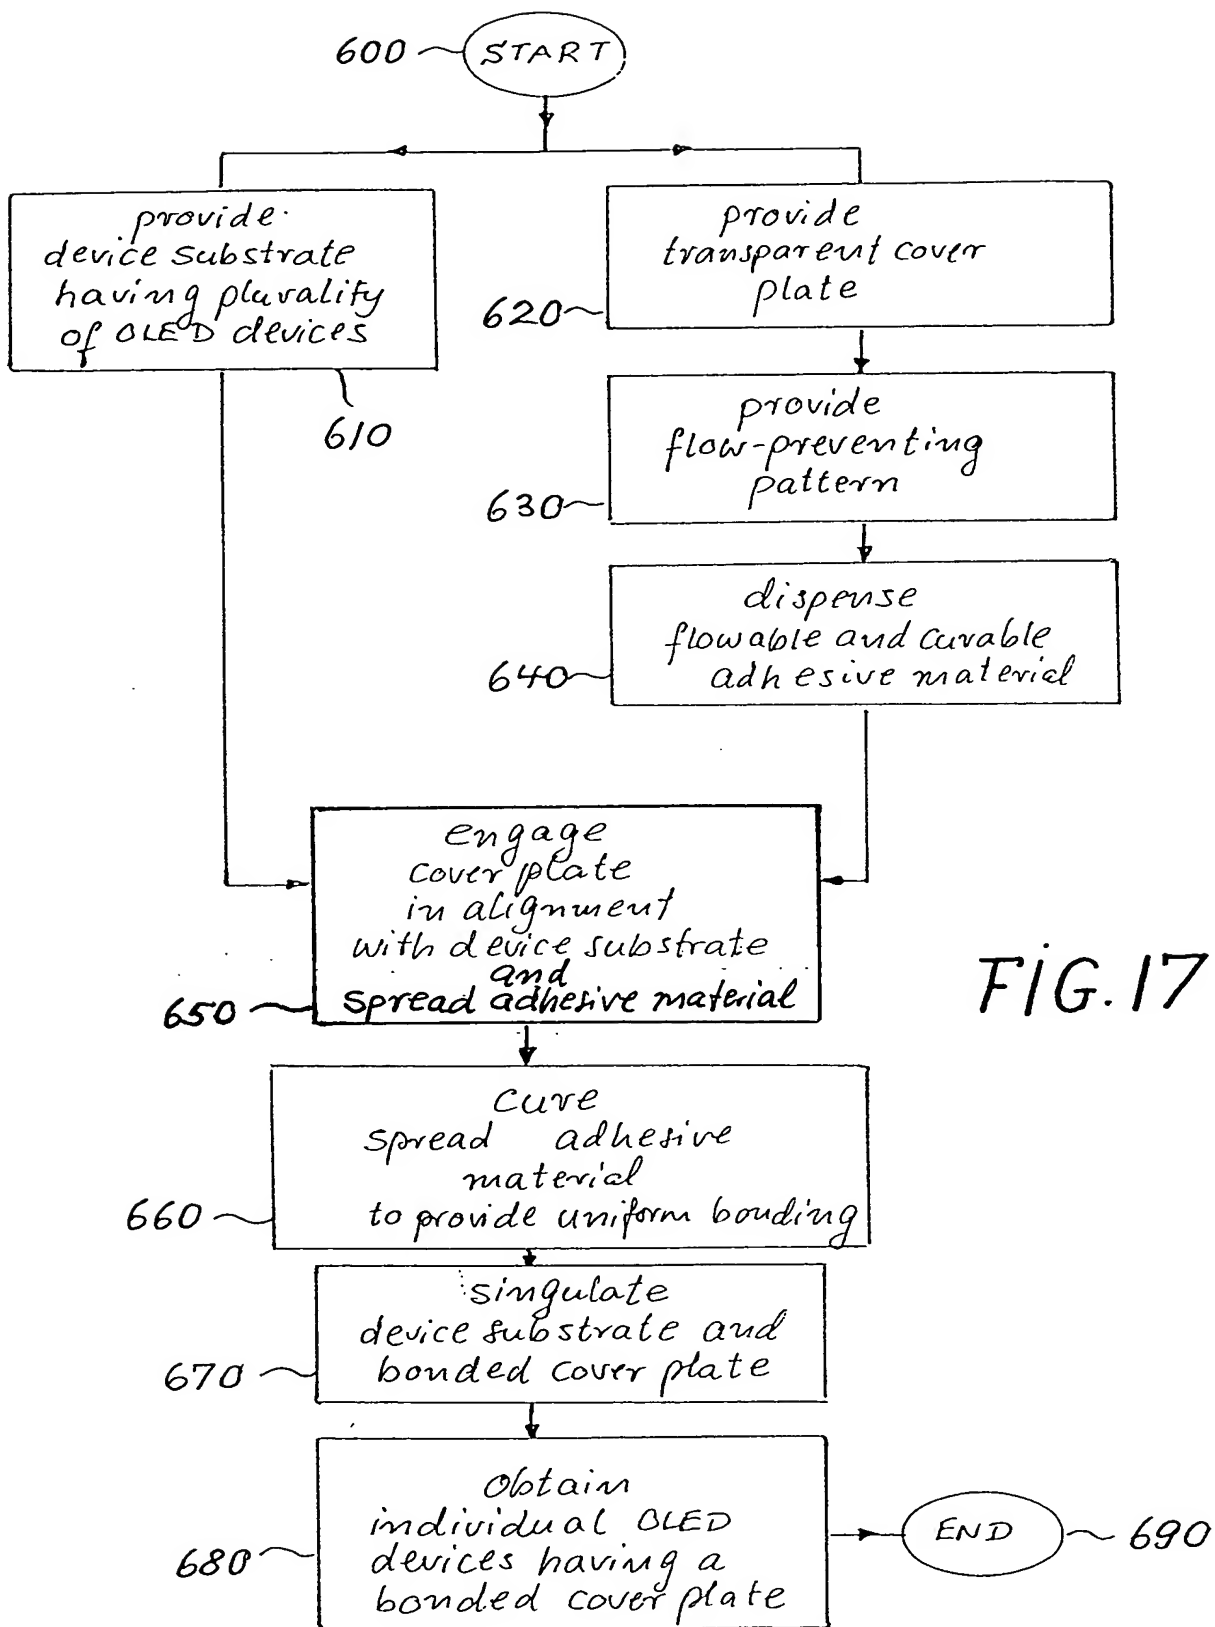 600
START
provide
device substrate
having plurality
of OLED devices
610
provide
transparent cover
plate
620
provide
flow-preventing
pattern
630
dispense
flowable and curable
adhesive material
640
engage
cover plate
in alignment
with device substrate
and
spread adhesive material
650
FIG. 17
cure
spread adhesive
material
to provide uniform bonding
660
singulate
device substrate and
bonded cover plate
670
obtain
individual OLED
devices having a
bonded cover plate
680
END
690